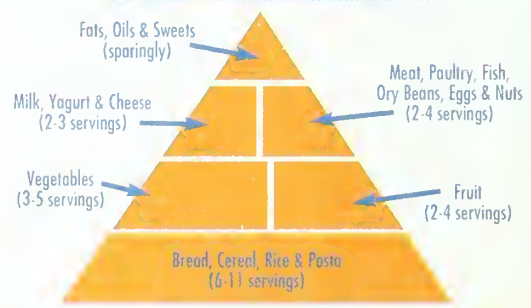 Fats, Oils & Sweets
(sparingly)
Meat, Paultry, Fish,
Ory Beans, Eggs & Nuts
(2-4 servings)
Milk, Yagurt & Cheese
(2-3 servings)
Vegetables
(3-5 servings)
Fruit
(2-4 servings)
Bread, Cereal, Rice & Pasta
(6-11 servings)